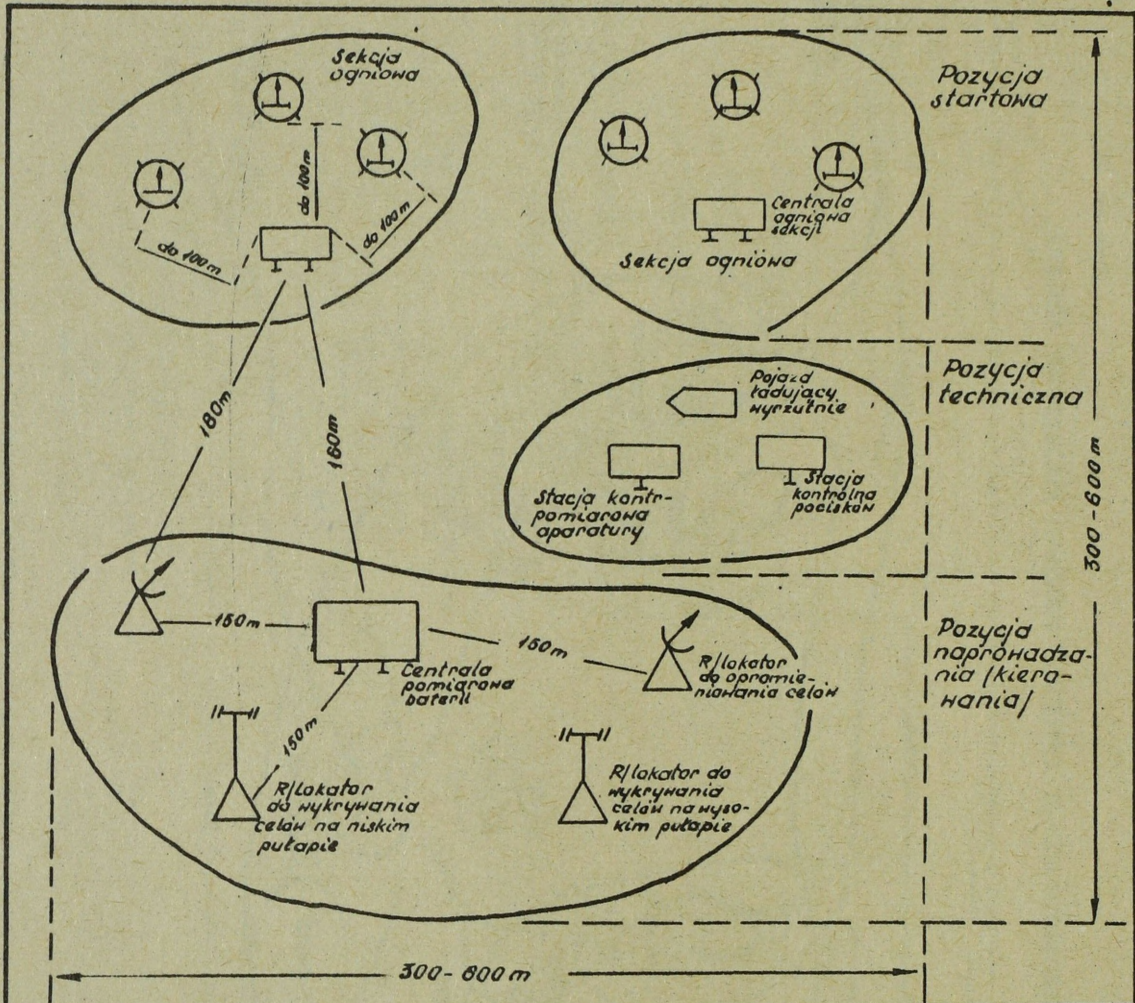 Sekcja
ogniowa
Pozycja
startowa
do 100m
do 100m
do 100m
Centrala
ogniowa
sekcji
Sekcja ogniowa
Pozycja
techniczna
Pojazd
ładujący
wyrzutnie
Stacja kontr-
pomiarowa
aparatury
Stacja
kontrolna
pocisków
180m
160m
300-600m
150m
150m
150m
Centrala
pomiarowa
baterii
R/lokator
do opromie-
niowania celów
Pozycja
naprowadza-
nia /kiero-
wania/
R/lokator
do wykrywania
celów na niskim
pułapie
R/lokator do
wykrywania
celów na wyso-
kim pułapie
300-600m